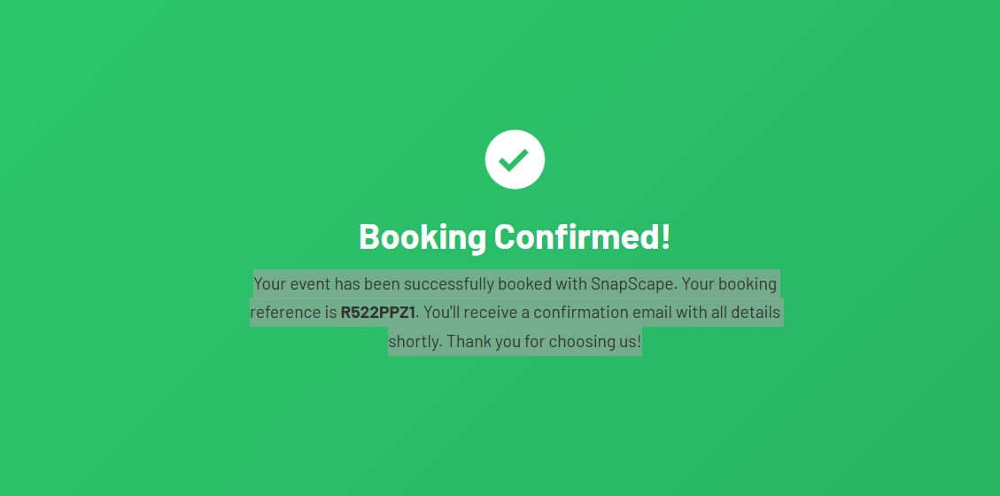 Booking Confirmed!
Your event has been successfully booked with SnapScape. Your booking
reference is R522PPZ1. You'll receive a confirmation email with all details
shortly. Thank you for choosing us!